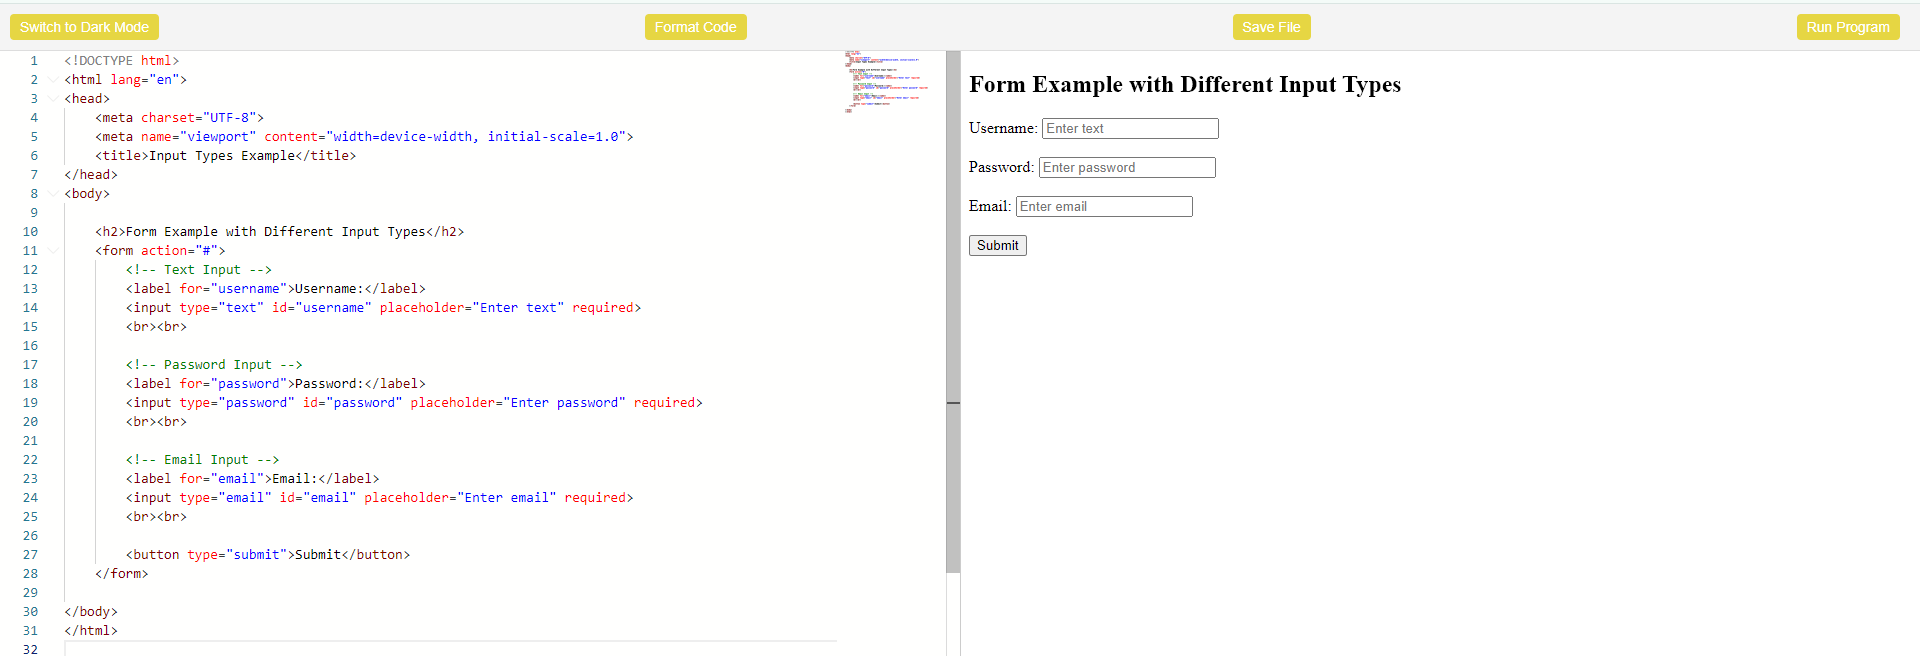 Switch to Dark Mode Format Code Save File Run Program
1 <!DOCTYPE html>
2 <html lang="en">
3 <head>
4 <meta charset="UTF-8">
5 <meta name="viewport" content="width=device-width, initial-scale=1.0">
6 <title>Input Types Example</title>
7 </head>
8 <body>
9
10 <h2>Form Example with Different Input Types</h2>
11 <form action="#">
12 <!-- Text Input -->
13 <label for="username">Username:</label>
14 <input type="text" id="username" placeholder="Enter text" required>
15 <br><br>
16
17 <!-- Password Input -->
18 <label for="password">Password:</label>
19 <input type="password" id="password" placeholder="Enter password" required>
20 <br><br>
21
22 <!-- Email Input -->
23 <label for="email">Email:</label>
24 <input type="email" id="email" placeholder="Enter email" required>
25 <br><br>
26
27 <button type="submit">Submit</button>
28 </form>
29
30 </body>
31 </html>
32
Form Example with Different Input Types
Username: Enter text
Password: Enter password
Email: Enter email
Submit